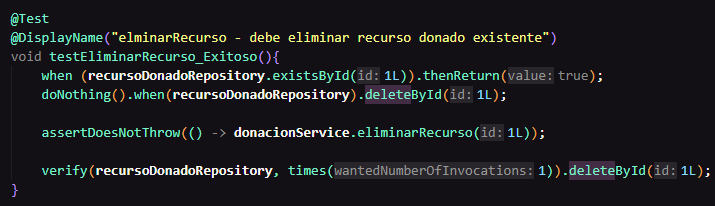 @Test
@DisplayName("elminarRecurso - debe eliminar recurso donado existente")
void testEliminarRecurso_Exitoso(){
when (recursoDonadoRepository.existsById(id: 1L)).thenReturn(value: true);
doNothing().when(recursoDonadoRepository).deleteById(id: 1L);
assertDoesNotThrow(() -> donacionService.eliminarRecurso(id: 1L));
verify(recursoDonadoRepository, times(wantedNumberOfInvocations: 1)).deleteById(id: 1L);
}